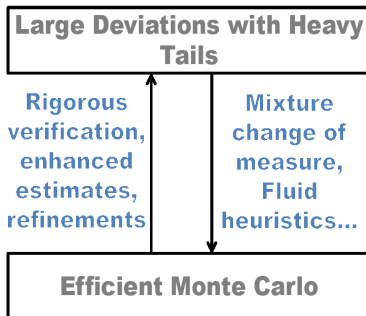 Large Deviations with Heavy
Tails
Rigorous
verification,
enhanced
estimates,
refinements
Mixture
change of
measure,
Fluid
heuristics...
Efficient Monte Carlo